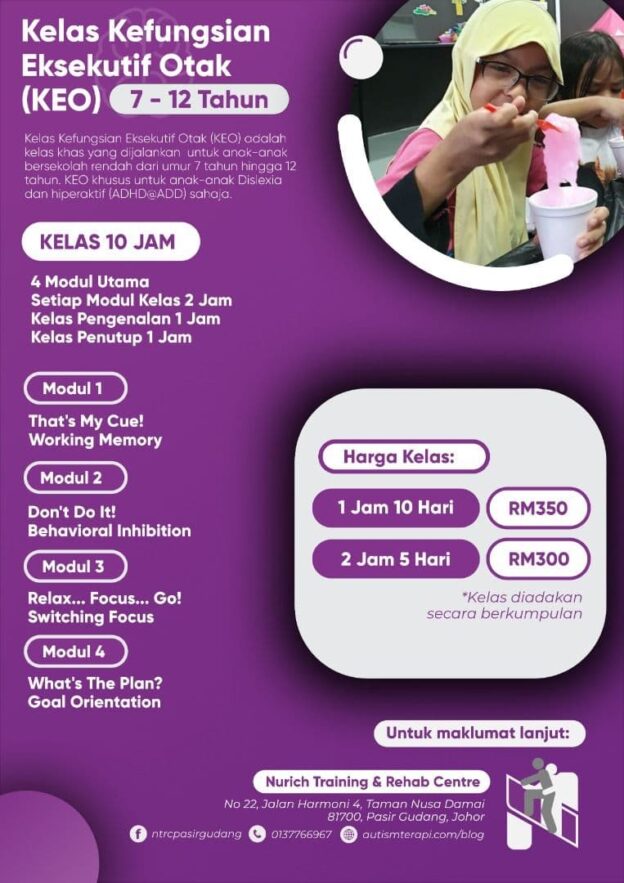 Kelas Kefungsian
Eksekutif Otak
(KEO) 7 - 12 Tahun
Kelas Kefungsian Eksekutif Otak (KEO) adalah
kelas khas yang dijalankan untuk anak-anak
bersekolah rendah dari umur 7 tahun hingga 12
tahun. KEO khusus untuk anak-anak Dislexia
dan hiperaktif (ADHD@ADD) sahaja.
KELAS 10 JAM
4 Modul Utama
Setiap Modul Kelas 2 Jam
Kelas Pengenalan 1 Jam
Kelas Penutup 1 Jam
Modul 1
That's My Cue!
Working Memory
Modul 2
Don't Do It!
Behavioral Inhibition
Modul 3
Relax... Focus... Go!
Switching Focus
Modul 4
What's The Plan?
Goal Orientation
Harga Kelas:
1 Jam 10 Hari RM350
2 Jam 5 Hari RM300
*Kelas diadakan
secara berkumpulan
Untuk maklumat lanjut:
Nurich Training & Rehab Centre
No 22, Jalan Harmoni 4, Taman Nusa Damai
81700, Pasir Gudang, Johor
ntrcpasirgudang 0137766967 autismterapi.com/blog